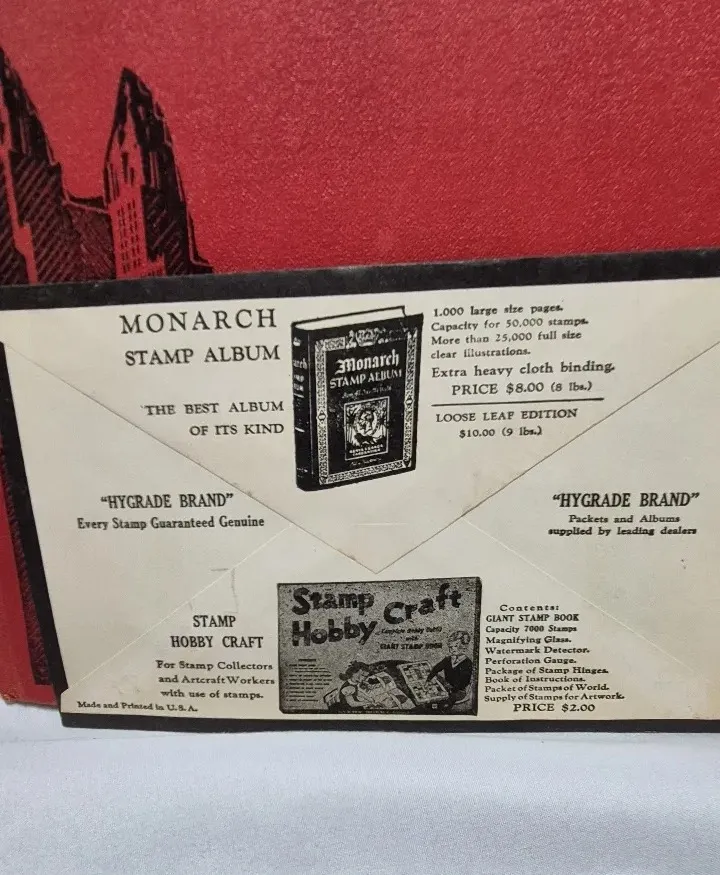 MONARCH
STAMP ALBUM
THE BEST ALBUM
OF ITS KIND
Monarch
STAMP ALBUM
1.000 large size pages.
Capacity for 50,000 stamps.
More than 25,000 full size
clear illustrations.
Extra heavy cloth binding.
PRICE $8.00 (8 lbs.)
LOOSE LEAF EDITION
$10.00 (9 lbs.)
"HYGRADE BRAND"
Every Stamp Guaranteed Genuine
"HYGRADE BRAND"
Packets and Albums
supplied by leading dealers
STAMP
HOBBY CRAFT
For Stamp Collectors
and Artcraft Workers
with use of stamps.
Made and Printed in U.S.A.
Stamp Craft
Hobby
with
GIANT STAMP BOOK
Contents:
GIANT STAMP BOOK
Capacity 7000 Stamps
Magnifying Glass.
Watermark Detector.
Perforation Gauge.
Package of Stamp Hinges.
Book of Instructions.
Packet of Stamps of World.
Supply of Stamps for Artwork.
PRICE $2.00